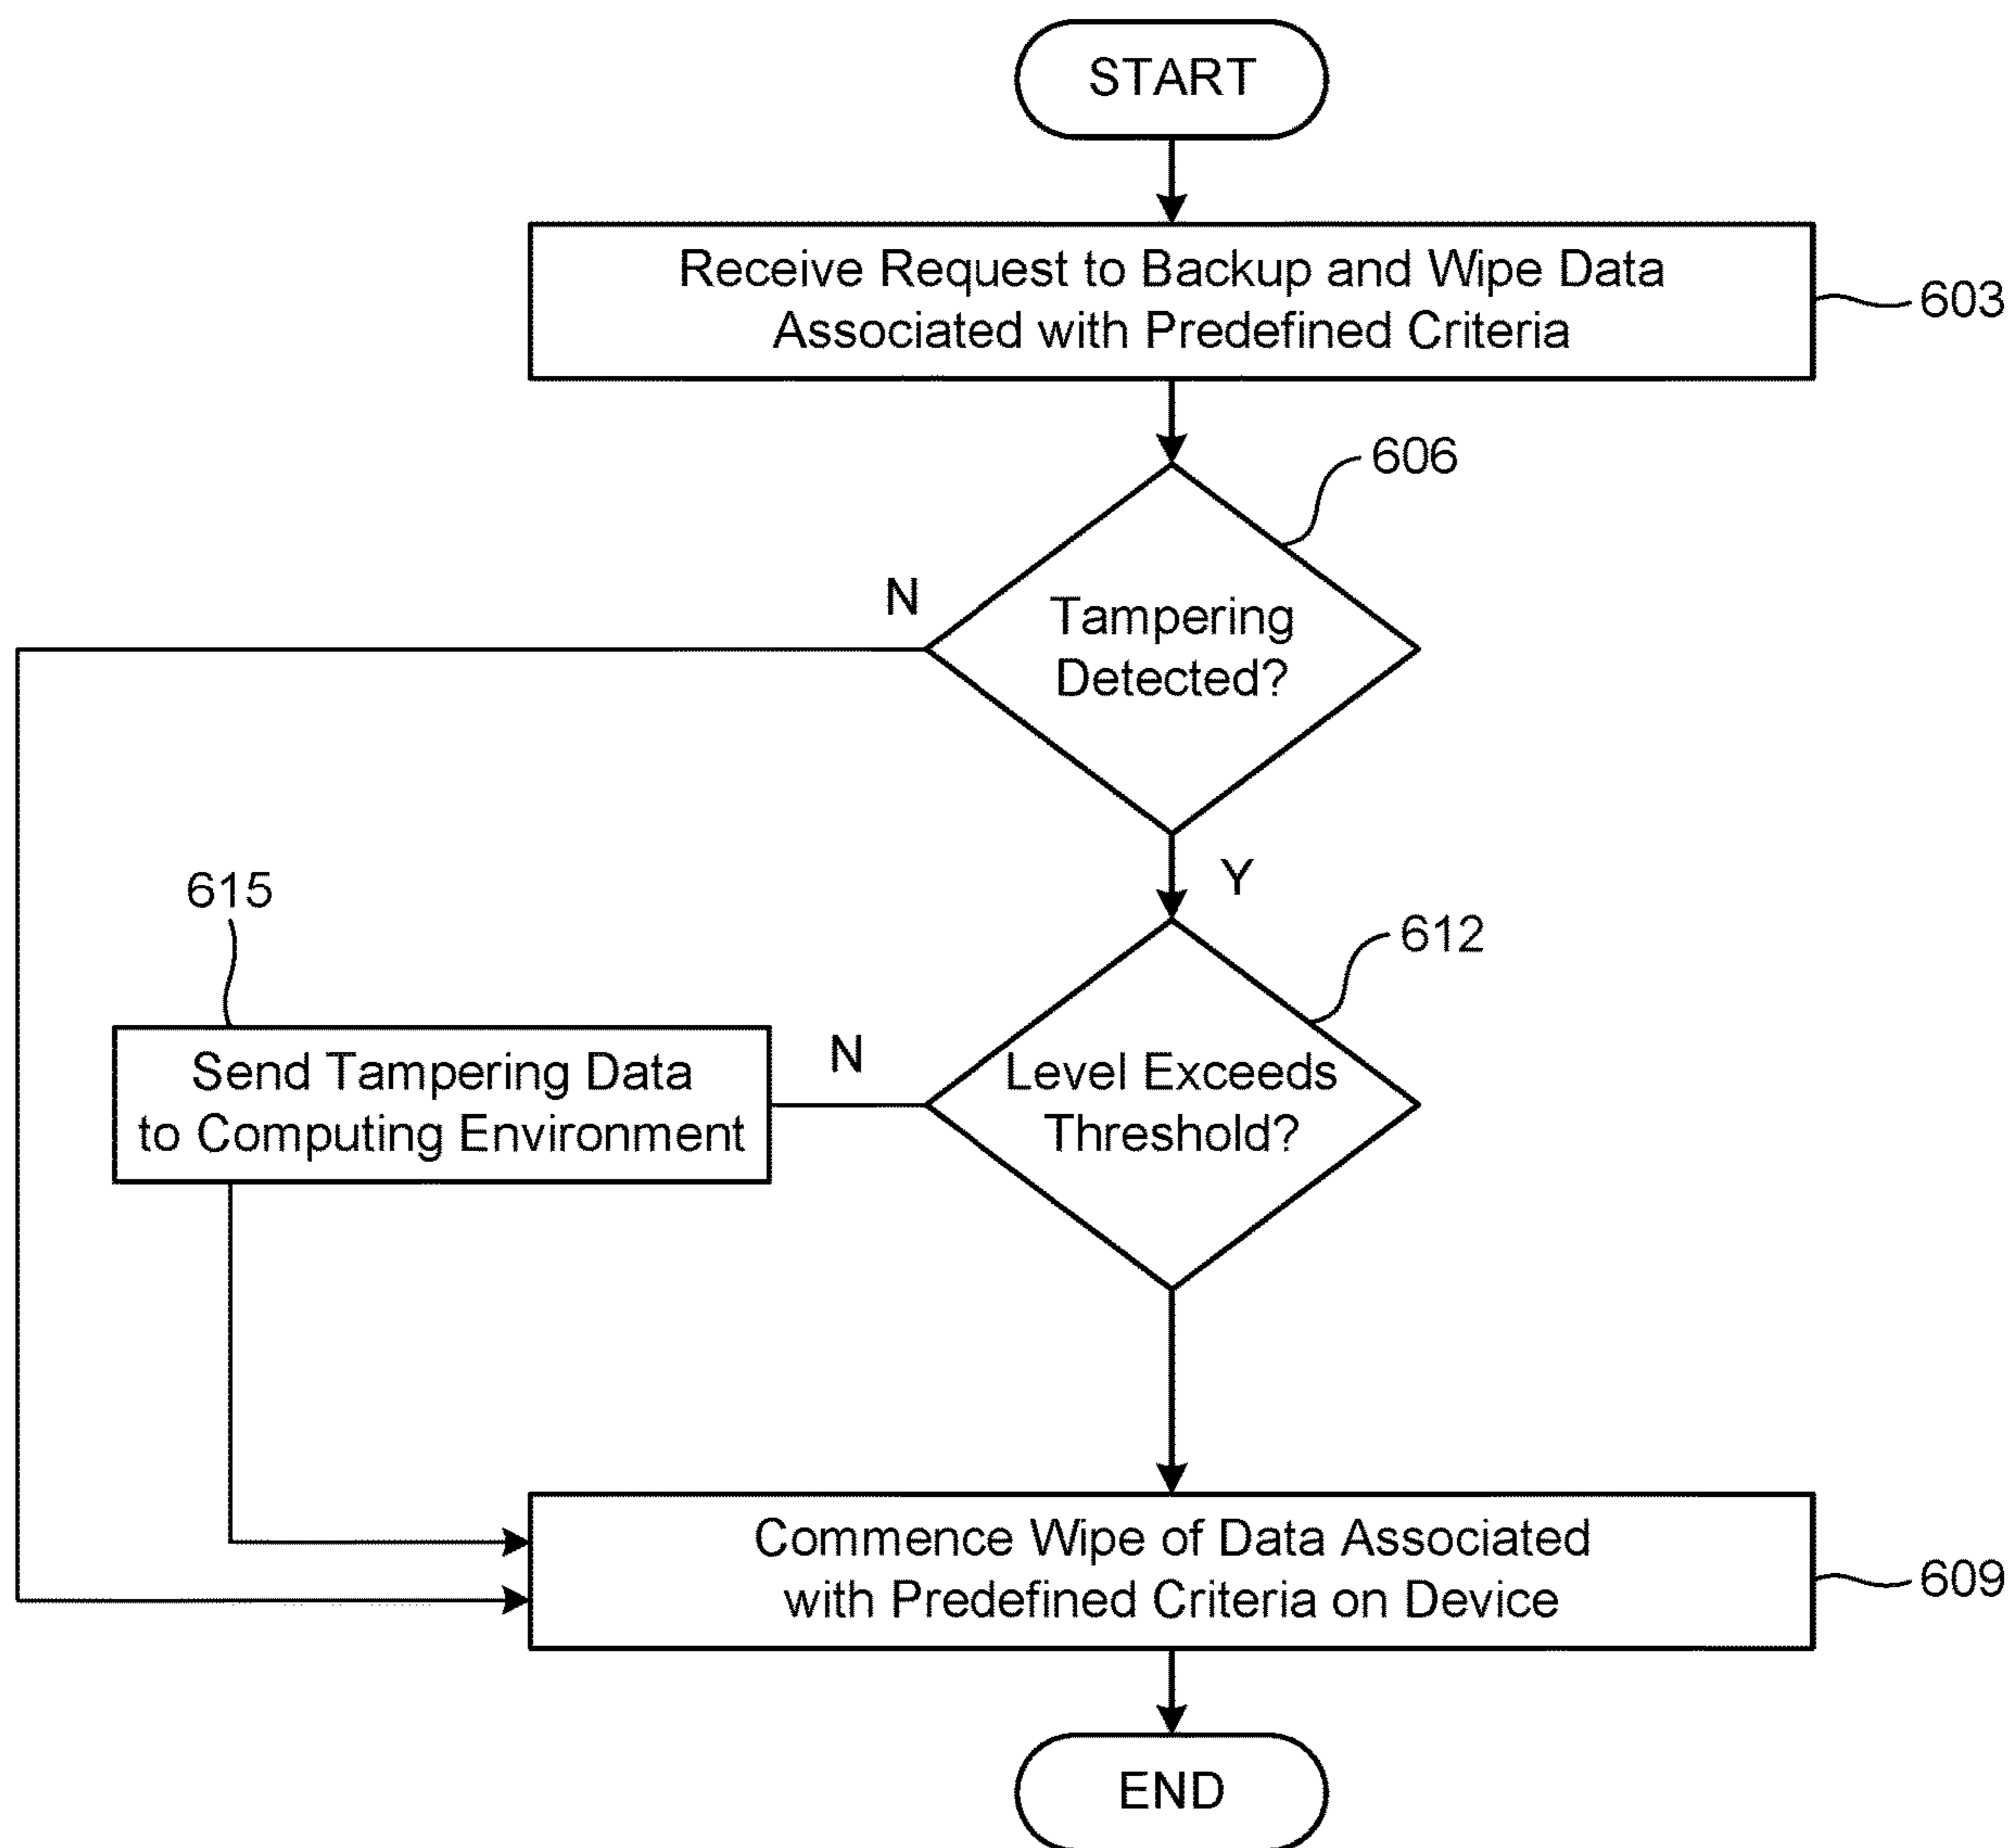 START
Receive Request to Backup and Wipe Data
Associated with Predefined Criteria
603
606
N
Tampering
Detected?
Y
615
612
Send Tampering Data
to Computing Environment
N
Level Exceeds
Threshold?
Commence Wipe of Data Associated
with Predefined Criteria on Device
609
END